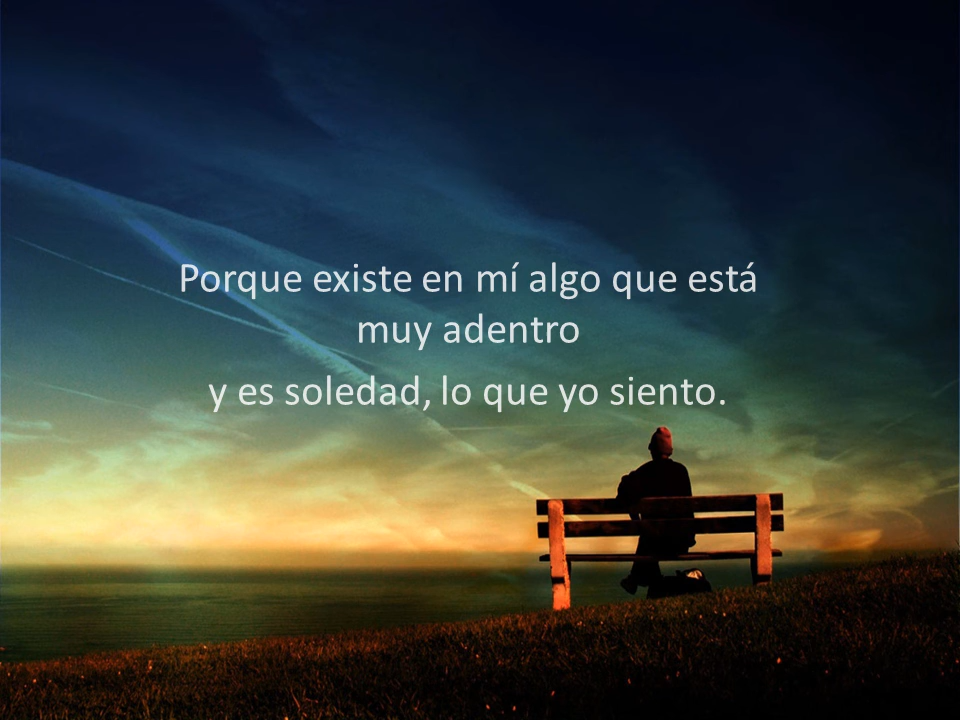 Porque existe en mí algo que está
muy adentro
y es soledad, lo que yo siento.